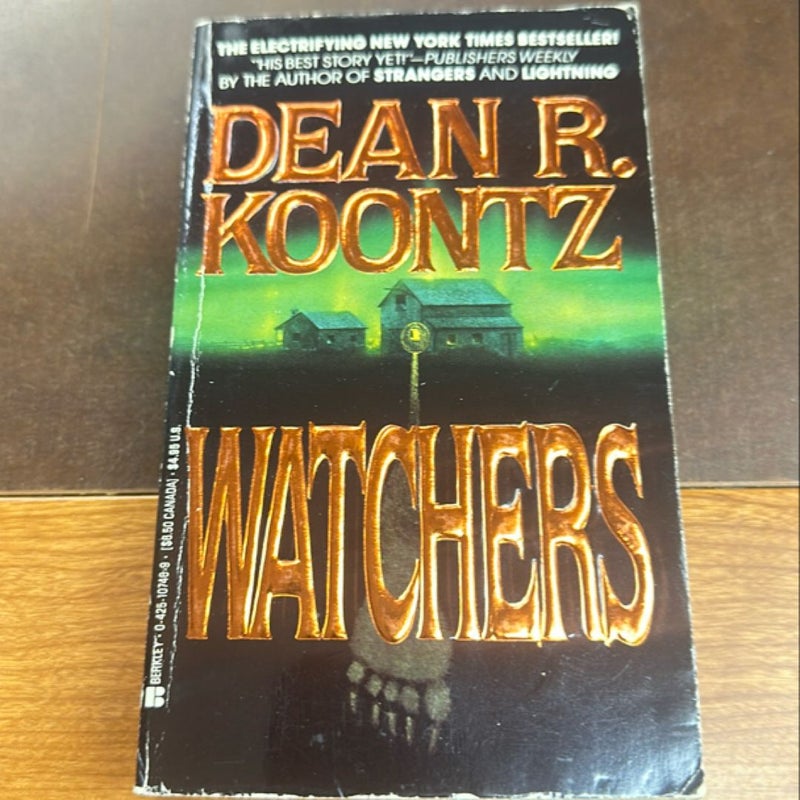 THE ELECTRIFYING NEW YORK TIMES BESTSELLER!
"HIS BEST STORY YET!"—PUBLISHERS WEEKLY
BY THE AUTHOR OF STRANGERS AND LIGHTNING
DEAN R.
KOONTZ
WATCHERS
BERKLEY • 0-425-10746-9 • [$6.50 CANADA] • $4.95 U.S.
B